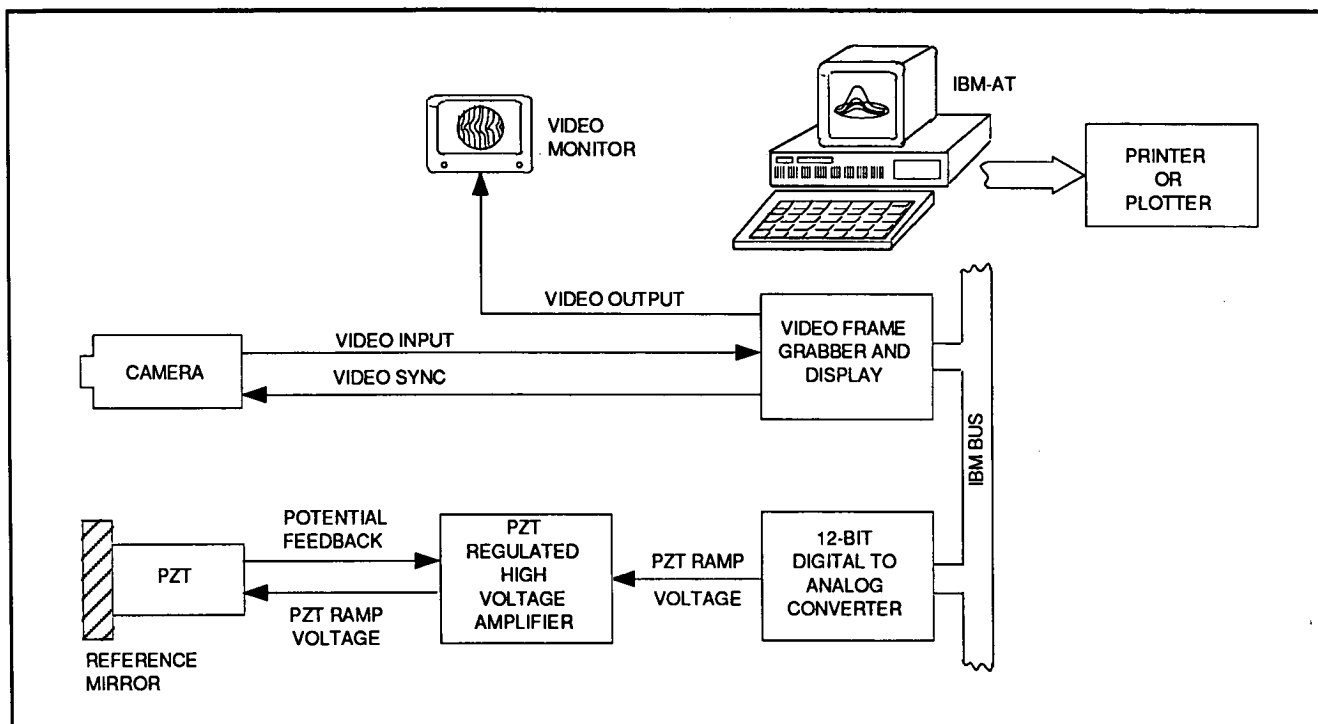 IBM-AT
VIDEO
MONITOR
PRINTER
OR
PLOTTER
VIDEO OUTPUT
VIDEO INPUT
VIDEO SYNC
CAMERA
VIDEO FRAME
GRABBER AND
DISPLAY
IBM BUS
POTENTIAL
FEEDBACK
PZT
PZT RAMP
VOLTAGE
REFERENCE
MIRROR
PZT
REGULATED
HIGH
VOLTAGE
AMPLIFIER
PZT RAMP
VOLTAGE
12-BIT
DIGITAL TO
ANALOG
CONVERTER